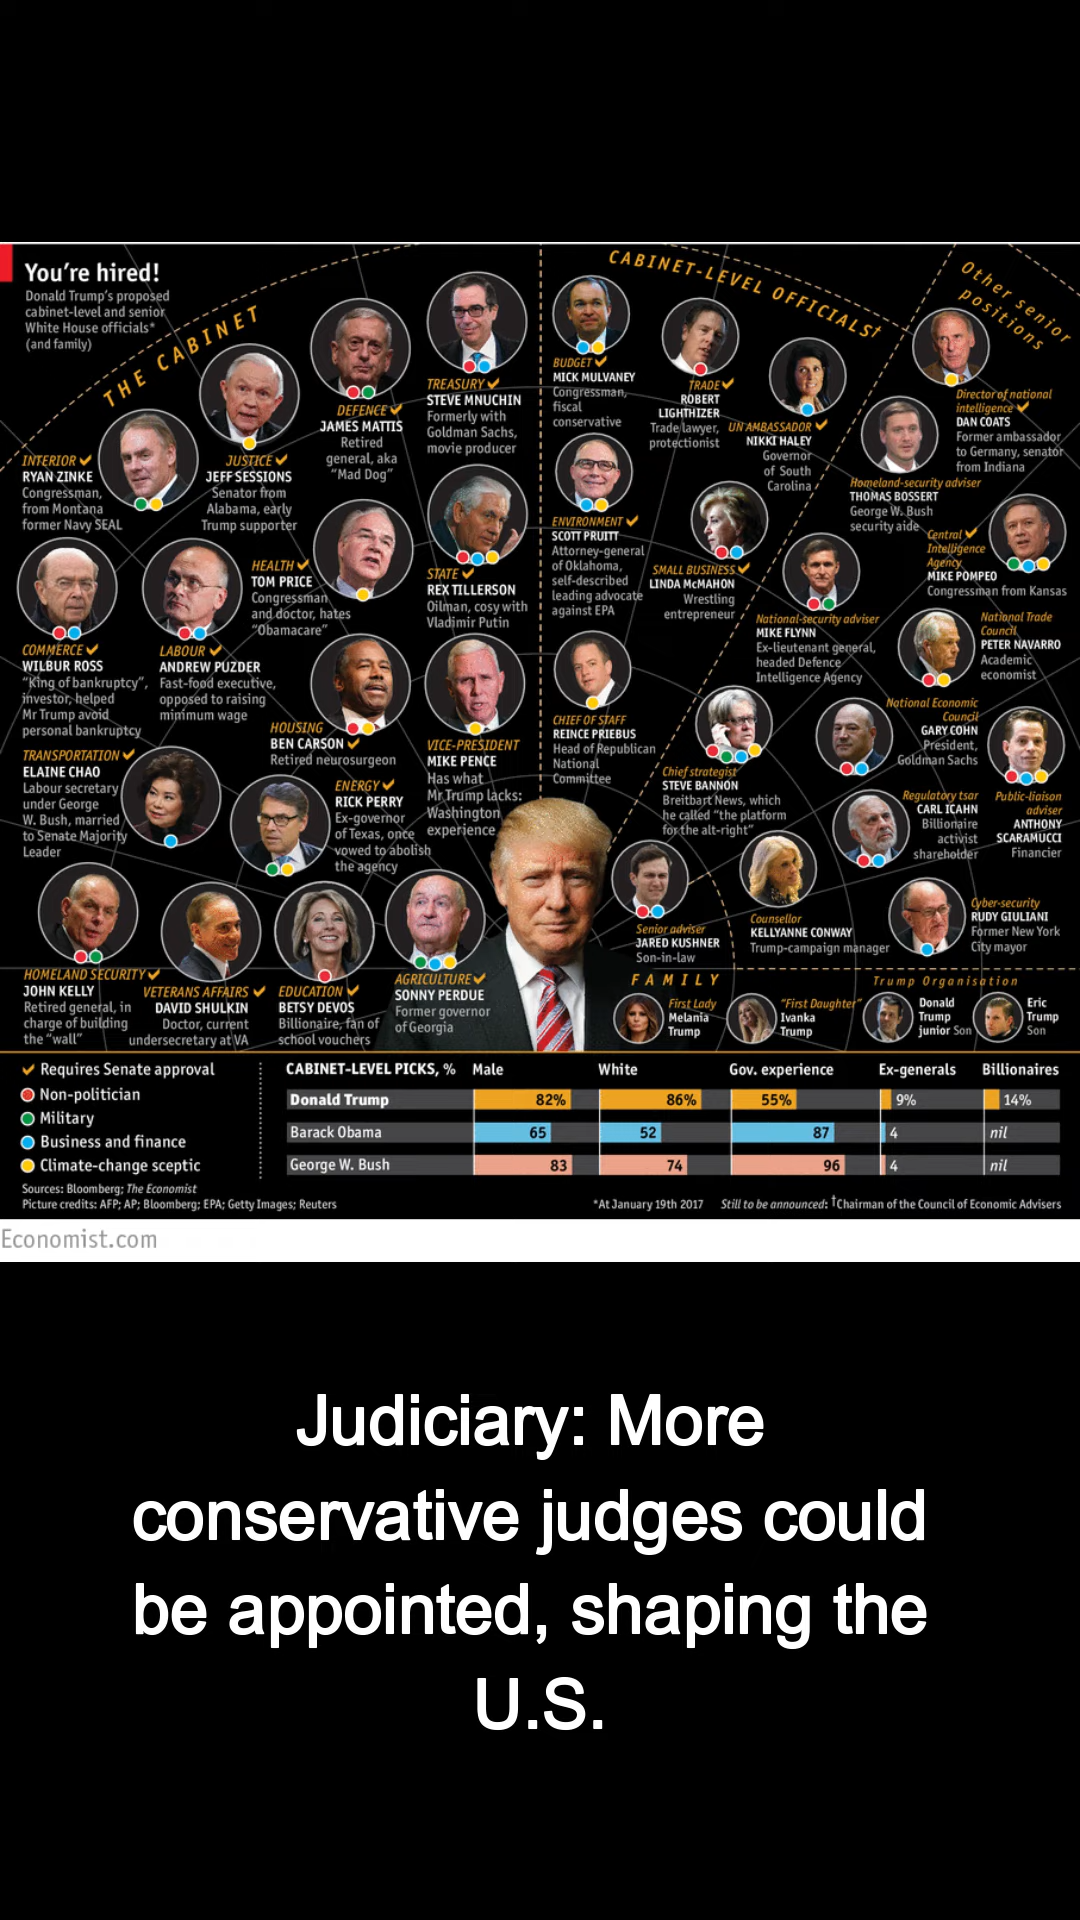 You're hired!
Donald Trump's proposed
cabinet-level and senior
White House officials*
(and family)
THE CABINET
CABINET-LEVEL OFFICIALS†
Other senior
positions
INTERIOR ✓
RYAN ZINKE
Congressman,
from Montana
former Navy SEAL
JUSTICE ✓
JEFF SESSIONS
Senator from
Alabama, early
Trump supporter
DEFENCE ✓
JAMES MATTIS
Retired
general, aka
"Mad Dog"
TREASURY ✓
STEVE MNUCHIN
Formerly with
Goldman Sachs,
movie producer
COMMERCE ✓
WILBUR ROSS
"King of bankruptcy",
investor, helped
Mr Trump avoid
personal bankruptcy
LABOUR ✓
ANDREW PUZDER
Fast-food executive,
opposed to raising
minimum wage
HEALTH ✓
TOM PRICE
Congressman
and doctor, hates
"Obamacare"
STATE ✓
REX TILLERSON
Oilman, cosy with
Vladimir Putin
TRANSPORTATION ✓
ELAINE CHAO
Labour secretary
under George
W. Bush, married
to Senate Majority
Leader
HOUSING
BEN CARSON ✓
Retired neurosurgeon
ENERGY ✓
RICK PERRY
Ex-governor
of Texas, once
vowed to abolish
the agency
VICE-PRESIDENT
MIKE PENCE
Has what
Mr Trump lacks:
Washington
experience
HOMELAND SECURITY ✓
JOHN KELLY
Retired general, in
charge of building
the "wall"
VETERANS AFFAIRS ✓
DAVID SHULKIN
Doctor, current
undersecretary at VA
EDUCATION ✓
BETSY DEVOS
Billionaire, fan of
school vouchers
AGRICULTURE ✓
SONNY PERDUE
Former governor
of Georgia
BUDGET ✓
MICK MULVANEY
Congressman,
fiscal
conservative
TRADE ✓
ROBERT
LIGHTHIZER
Trade lawyer,
protectionist
UN AMBASSADOR ✓
NIKKI HALEY
Governor
of South
Carolina
ENVIRONMENT ✓
SCOTT PRUITT
Attorney-general
of Oklahoma,
self-described
leading advocate
against EPA
SMALL BUSINESS ✓
LINDA McMAHON
Wrestling
entrepreneur
CHIEF OF STAFF
REINCE PRIEBUS
Head of Republican
National
Committee
Director of national
intelligence ✓
DAN COATS
Former ambassador
to Germany, senator
from Indiana
Homeland-security adviser
THOMAS BOSSERT
George W. Bush
security aide
Central ✓
Intelligence
Agency
MIKE POMPEO
Congressman from Kansas
National-security adviser
MIKE FLYNN
Ex-lieutenant general,
headed Defence
Intelligence Agency
National Trade
Council
PETER NAVARRO
Academic
economist
Chief strategist
STEVE BANNON
Breitbart News, which
he called "the platform
for the alt-right"
National Economic
Council
GARY COHN
President,
Goldman Sachs
Regulatory tsar
CARL ICAHN
Billionaire
activist
shareholder
Public-liaison
adviser
ANTHONY
SCARAMUCCI
Financier
Senior adviser
JARED KUSHNER
Son-in-law
Counsellor
KELLYANNE CONWAY
Trump-campaign manager
Cyber-security
RUDY GIULIANI
Former New York
City mayor
FAMILY
First Lady
Melania
Trump
"First Daughter"
Ivanka
Trump
Trump Organisation
Donald
Trump
junior Son
Eric
Trump
Son
✓ Requires Senate approval
Non-politician
Military
Business and finance
Climate-change sceptic
CABINET-LEVEL PICKS, % Male White Gov. experience Ex-generals Billionaires
Donald Trump 82% 86% 55% 9% 14%
Barack Obama 65 52 87 4 nil
George W. Bush 83 74 96 4 nil
Sources: Bloomberg; The Economist
Picture credits: AFP; AP; Bloomberg; EPA; Getty Images; Reuters
*At January 19th 2017 Still to be announced: †Chairman of the Council of Economic Advisers
Economist.com
Judiciary: More
conservative judges could
be appointed, shaping the
U.S.